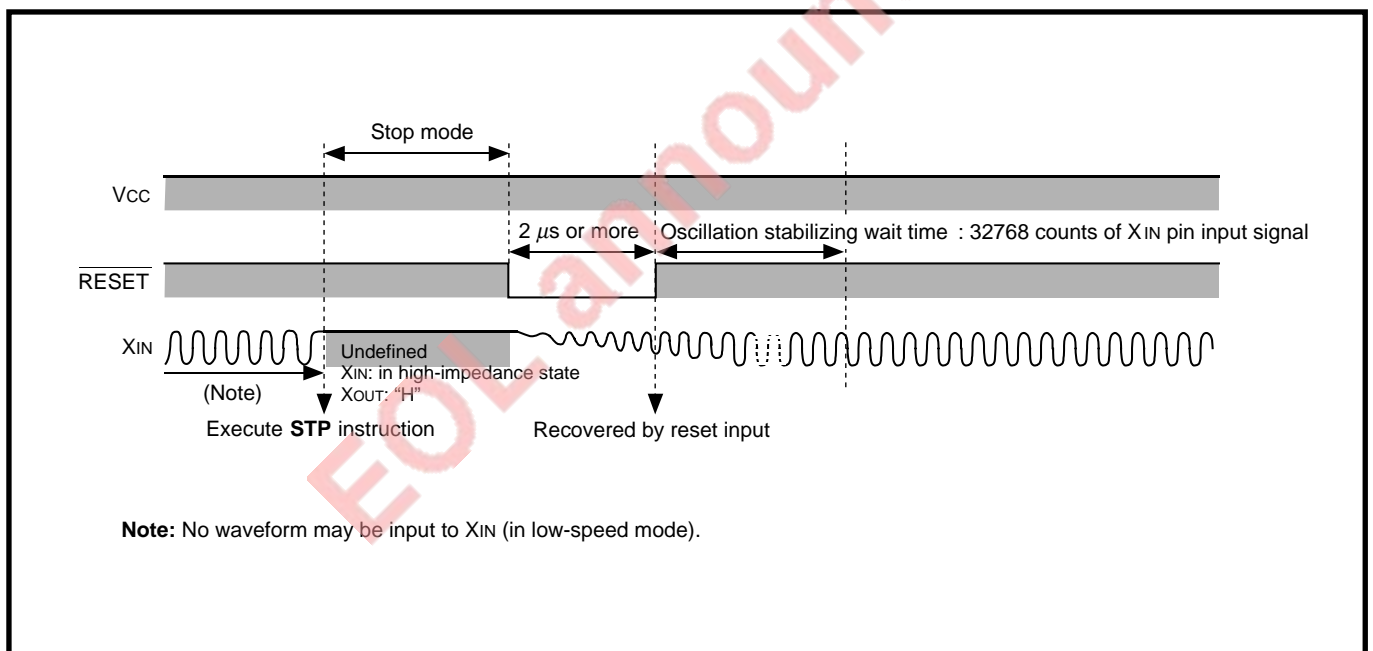 Stop mode
VCC
2 μs or more
Oscillation stabilizing wait time : 32768 counts of XIN pin input signal
RESET
XIN
Undefined
XIN: in high-impedance state
XOUT: “H”
(Note)
Execute STP instruction
Recovered by reset input
Note: No waveform may be input to XIN (in low-speed mode).
EOL announ